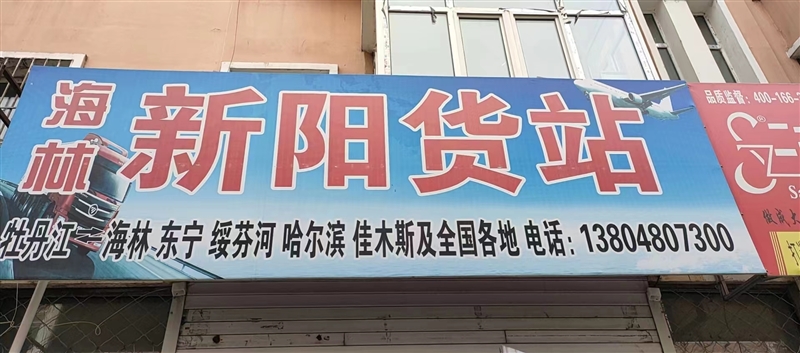 海林
新阳货站
牡丹江 海林 东宁 绥芬河 哈尔滨 佳木斯及全国各地 电话：13804807300
品质监督：400-166-